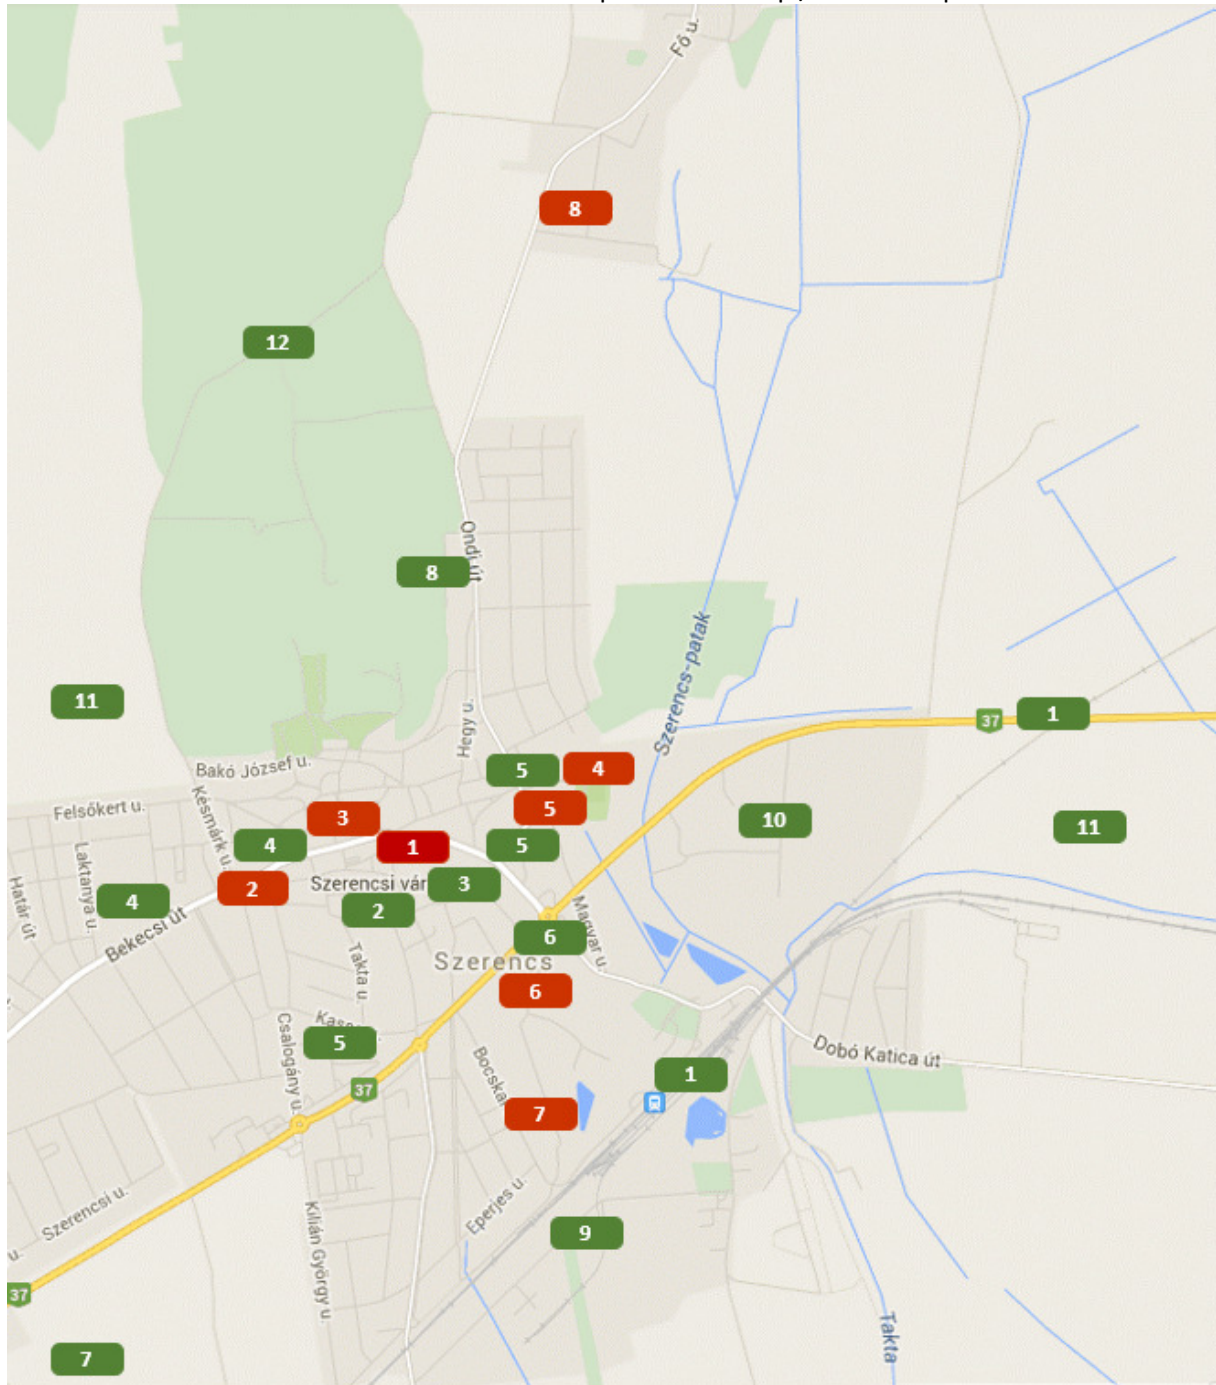 Fő u.
8
12
Ondi út
8
Szerencs-patak
11
Hegy u.
37
1
Bakó József u.
5
4
Felsőkert u.
Késmárk u.
3
5
10
11
4
1
5
Laktanya u.
Határ út
2
Szerencsi vár
3
4
2
Magyar u.
Bekecsi út
6
Szerencs
Takta u.
6
Csalogány u.
5
Dobó Katica út
Bocskai
37
1
7
Szerencsi u.
Eperjes u.
Kilián György u.
9
u.
37
Takta
7